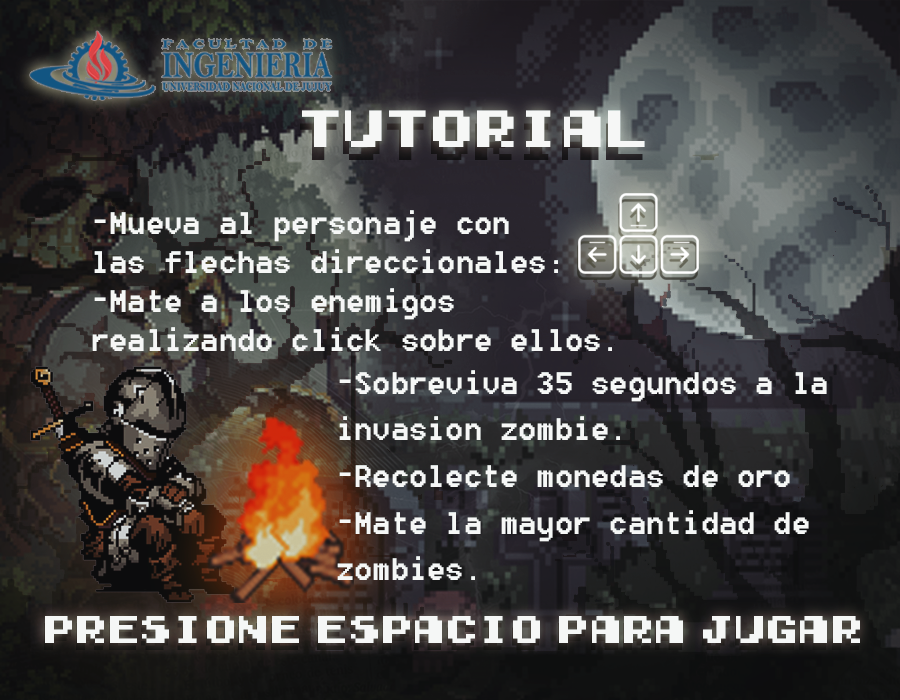 FACULTAD DE
INGENIERIA
UNIVERSIDAD NACIONAL DE JUJUY
TUTORIAL
-Mueva al personaje con
las flechas direccionales:
-Mate a los enemigos
realizando click sobre ellos.
-Sobreviva 35 segundos a la
invasion zombie.
-Recolecte monedas de oro
-Mate la mayor cantidad de
zombies.
PRESIONE ESPACIO PARA JUGAR